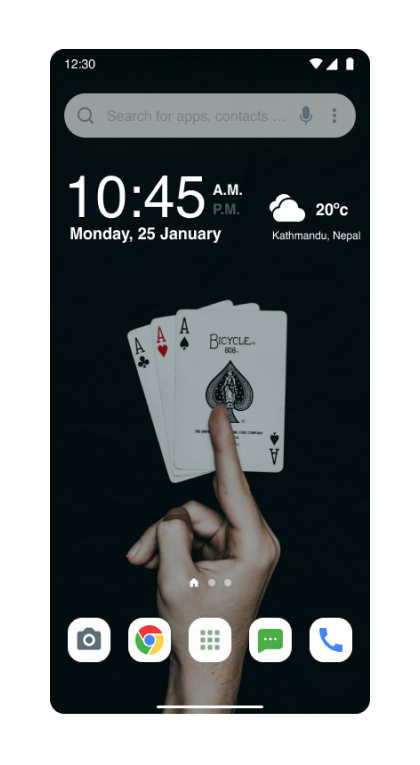 12:30
Search for apps, contacts ...
10:45 A.M.
P.M.
20°c
Monday, 25 January
Kathmandu, Nepal
A
A
A
BICYCLE
808
A